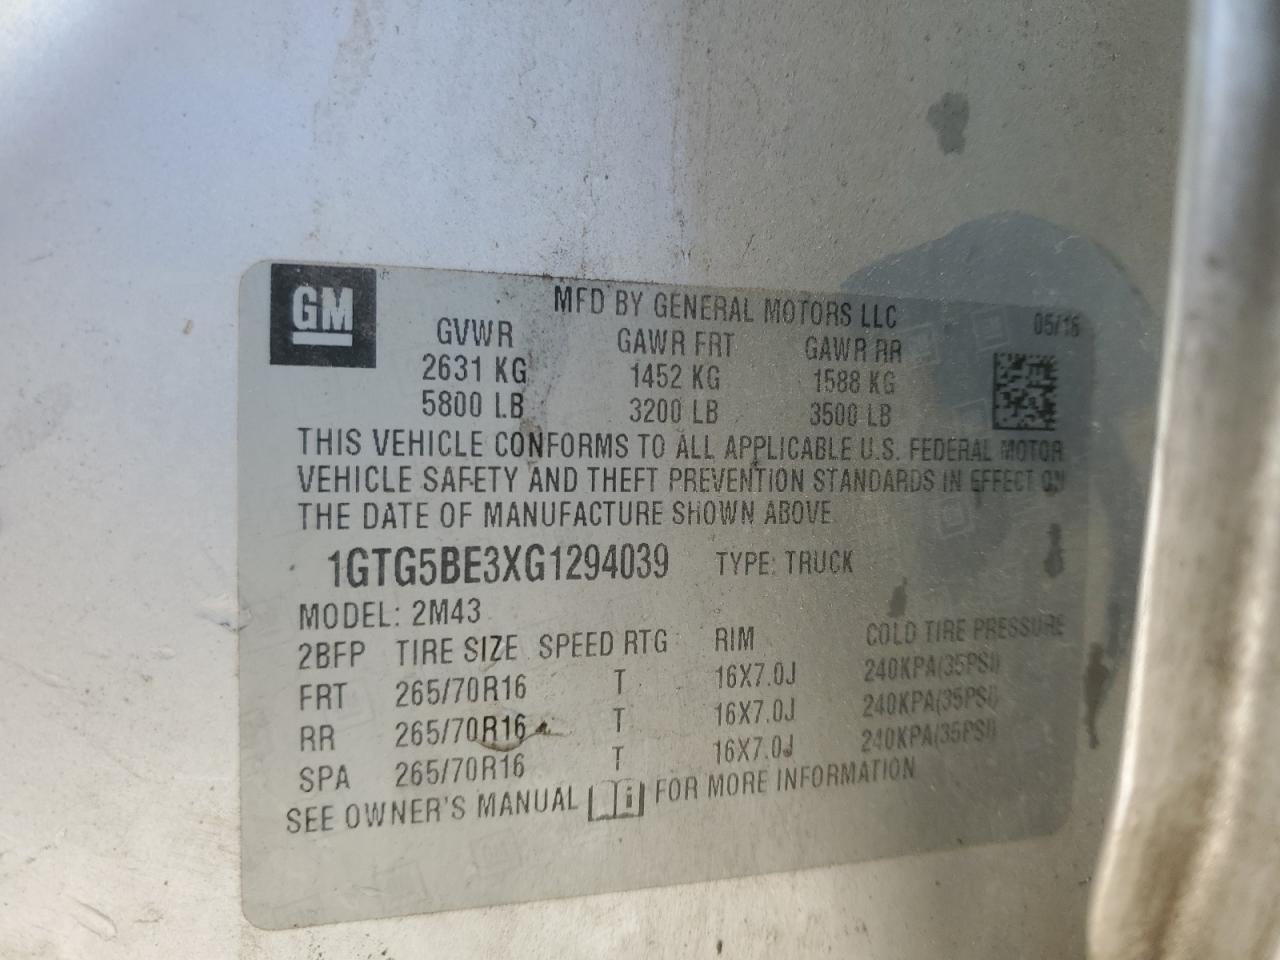 GM
MFD BY GENERAL MOTORS LLC
05/16
GVWR GAWR FRT GAWR RR
2631 KG 1452 KG 1588 KG
5800 LB 3200 LB 3500 LB
THIS VEHICLE CONFORMS TO ALL APPLICABLE U.S. FEDERAL MOTOR
VEHICLE SAFETY AND THEFT PREVENTION STANDARDS IN EFFECT ON
THE DATE OF MANUFACTURE SHOWN ABOVE
1GTG5BE3XG1294039 TYPE: TRUCK
MODEL: 2M43
2BFP TIRE SIZE SPEED RTG RIM COLD TIRE PRESSURE
FRT 265/70R16 T 16X7.0J 240KPA(35PSI)
RR 265/70R16 T 16X7.0J 240KPA(35PSI)
SPA 265/70R16 T 16X7.0J 240KPA(35PSI)
SEE OWNER'S MANUAL i FOR MORE INFORMATION